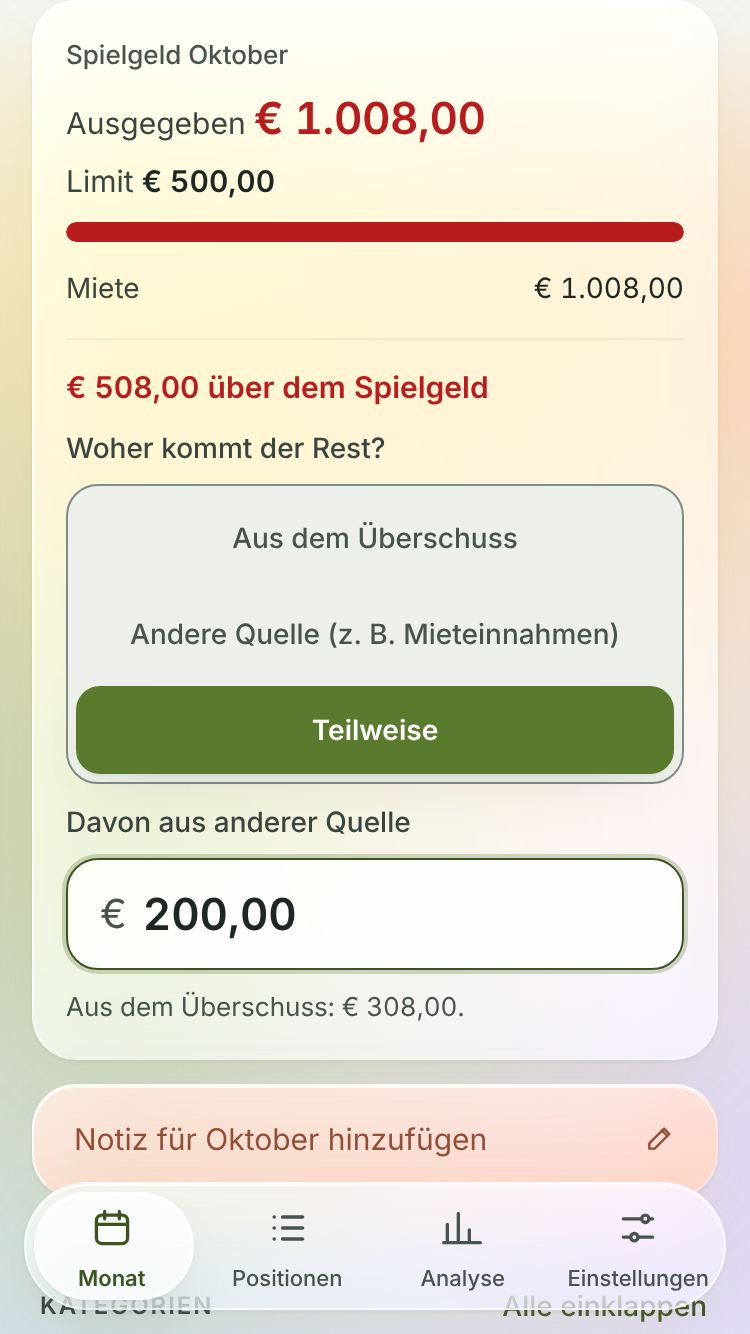 Spielgeld Oktober
Ausgegeben € 1.008,00
Limit € 500,00
Miete € 1.008,00
€ 508,00 über dem Spielgeld
Woher kommt der Rest?
Aus dem Überschuss
Andere Quelle (z. B. Mieteinnahmen)
Teilweise
Davon aus anderer Quelle
€ 200,00
Aus dem Überschuss: € 308,00.
Notiz für Oktober hinzufügen
Monat Positionen Analyse Einstellungen
KATEGORIEN Alle einklappen